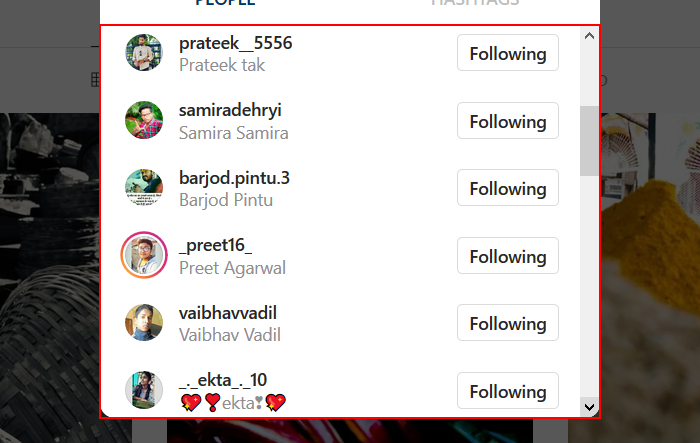 PEOPLE HASHTAGS
prateek__5556
Prateek tak
Following
samiradehryi
Samira Samira
Following
barjod.pintu.3
Barjod Pintu
Following
_preet16_
Preet Agarwal
Following
vaibhavvadil
Vaibhav Vadil
Following
_._ekta_._10
💖❣ekta❣💖
Following